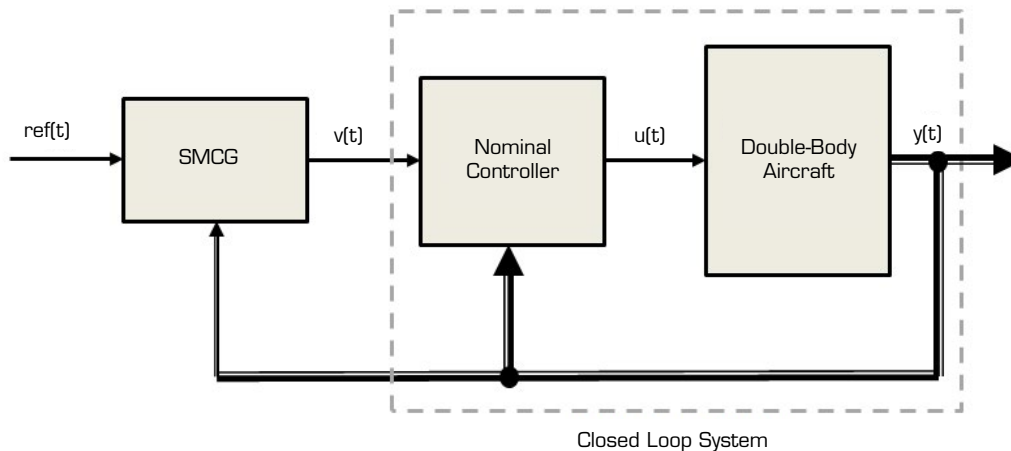 ref(t)
SMCG
v(t)
Nominal
Controller
u(t)
Double-Body
Aircraft
y(t)
Closed Loop System